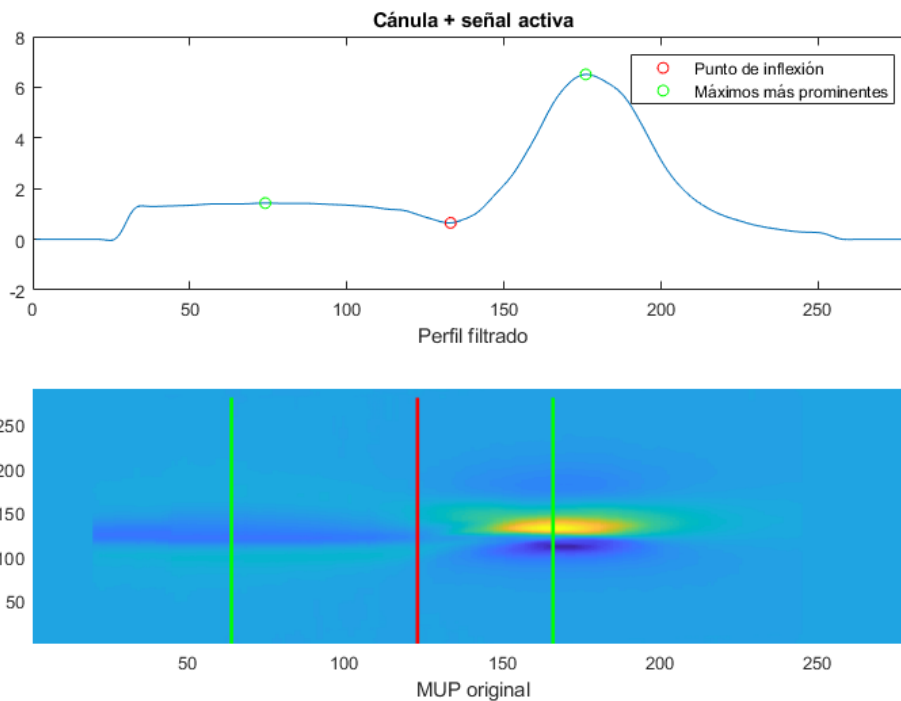 Cánula + señal activa
8
6
4
2
0
-2
Punto de inflexión
Máximos más prominentes
0 50 100 150 200 250
Perfil filtrado
250
200
150
100
50
50 100 150 200 250
MUP original